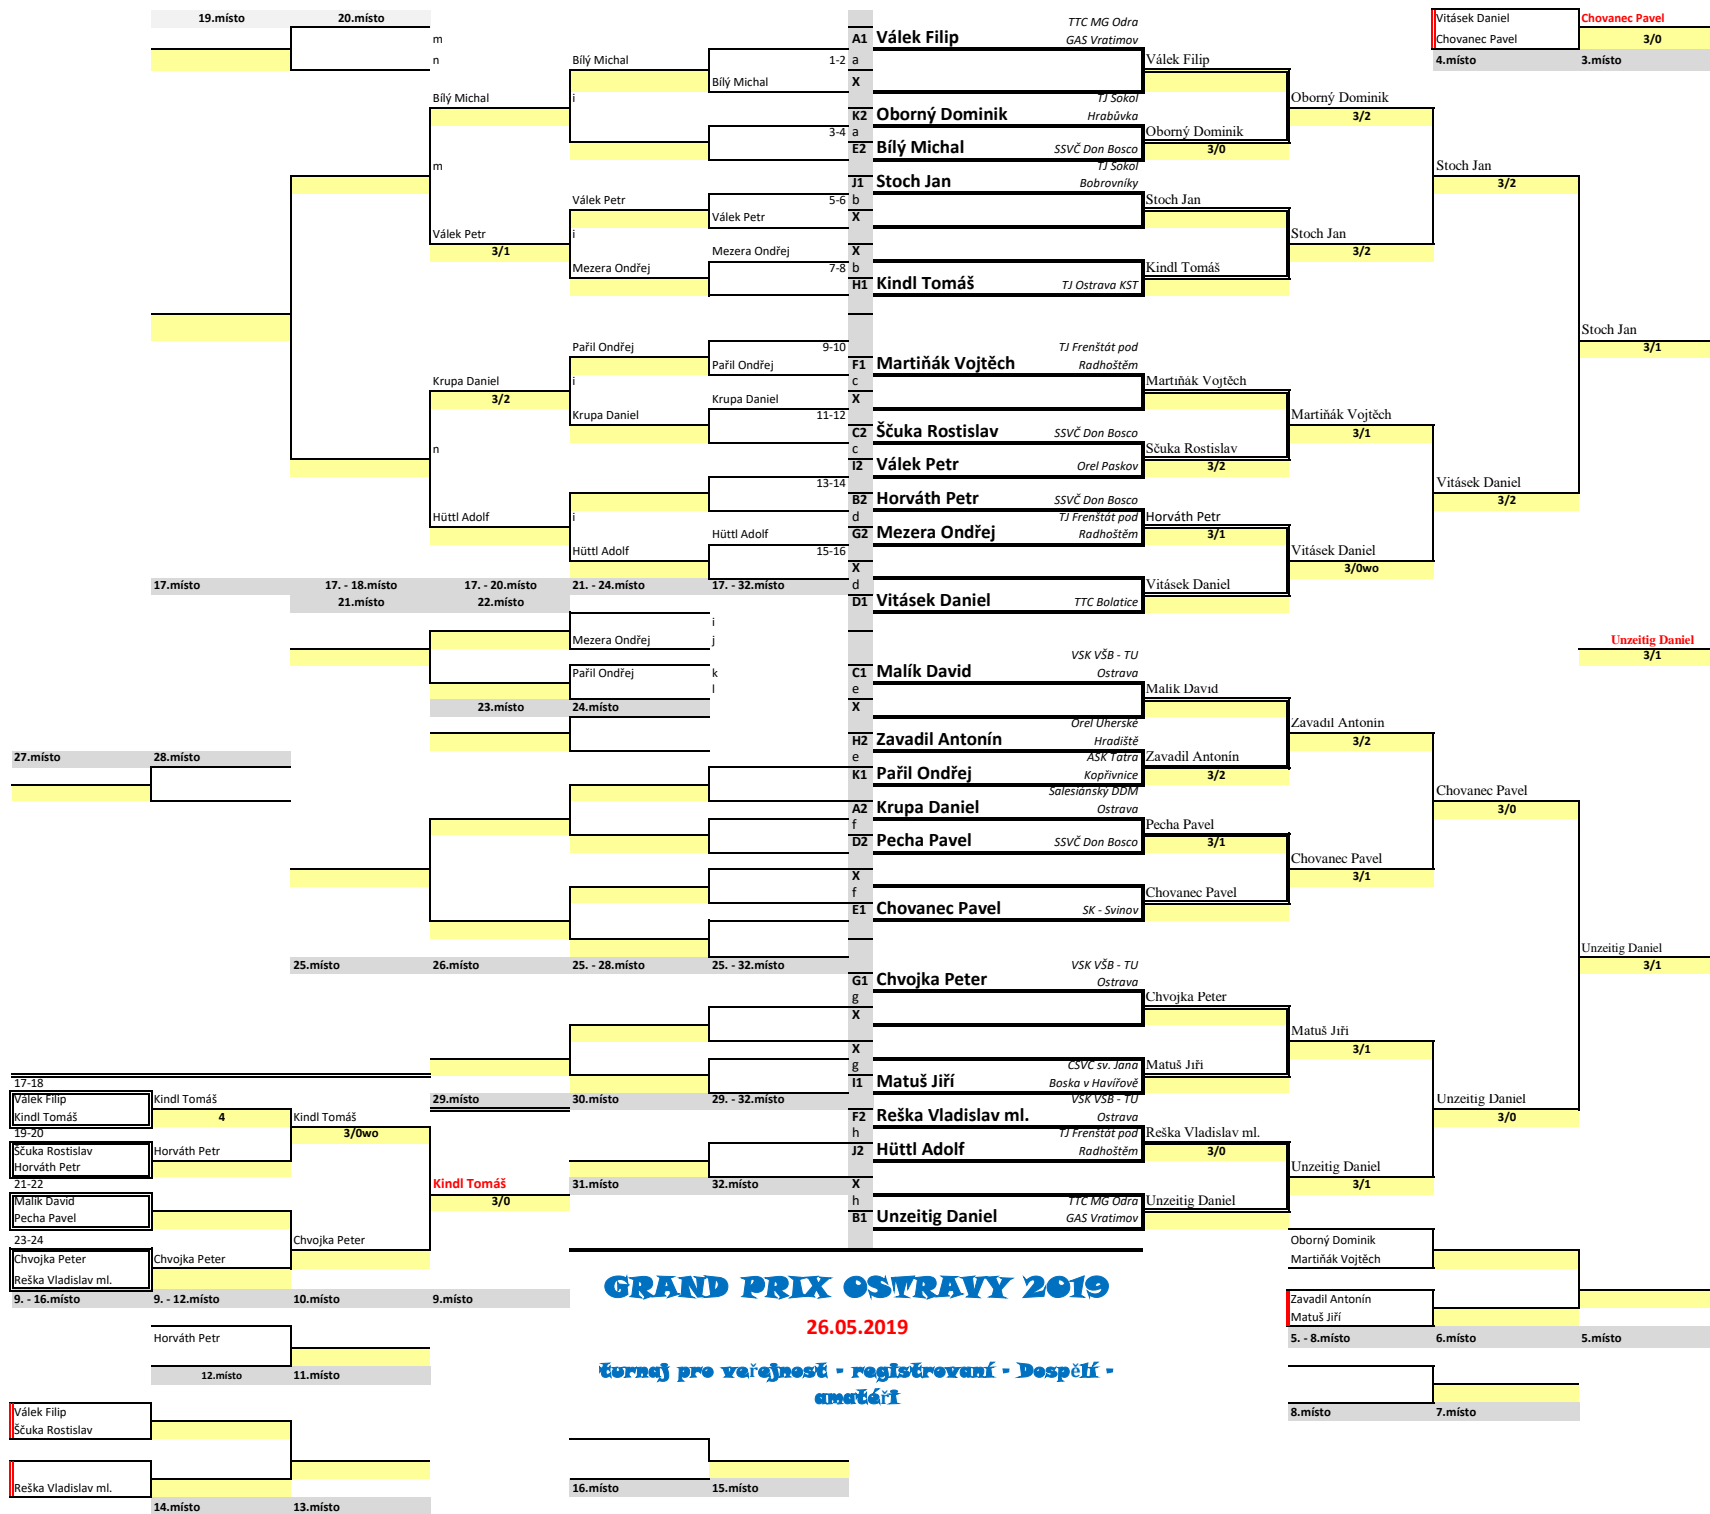 19.místo 20.místo TTC MG Odra Vitásek Daniel Chovanec Pavel
m A1 Válek Filip GAS Vratimov Chovanec Pavel 3/0
n Bílý Michal 1-2 a Válek Filip 4.místo 3.místo
Bílý Michal X
Bílý Michal i TJ Sokol Oborný Dominik
K2 Oborný Dominik Hrabůvka 3/2
3-4 a Oborný Dominik
E2 Bílý Michal SSVČ Don Bosco 3/0
m TJ Sokol Stoch Jan
J1 Stoch Jan Bobrovníky 3/2
Válek Petr 5-6 b Stoch Jan
Válek Petr X
Válek Petr i Stoch Jan
3/1 Mezera Ondřej X 3/2
Mezera Ondřej 7-8 b Kindl Tomáš
H1 Kindl Tomáš TJ Ostrava KST
Stoch Jan
Pařil Ondřej 9-10 TJ Frenštát pod 3/1
Pařil Ondřej F1 Martiňák Vojtěch Radhoštěm
Krupa Daniel i c Martiňák Vojtěch
3/2 Krupa Daniel X
Krupa Daniel 11-12 Martiňák Vojtěch
C2 Ščuka Rostislav SSVČ Don Bosco 3/1
n c Sčuka Rostislav
I2 Válek Petr Orel Paskov 3/2
13-14 Vitásek Daniel
B2 Horváth Petr SSVČ Don Bosco 3/2
Hüttl Adolf i d TJ Frenštát pod Horváth Petr
Hüttl Adolf G2 Mezera Ondřej Radhoštěm 3/1
Hüttl Adolf 15-16 Vitásek Daniel
X 3/0wo
17.místo 17. - 18.místo 17. - 20.místo 21. - 24.místo 17. - 32.místo d Vitásek Daniel
21.místo 22.místo D1 Vitásek Daniel TTC Bolatice
i
Mezera Ondřej j Unzeitig Daniel
VSK VŠB - TU 3/1
Pařil Ondřej k C1 Malík David Ostrava
l e Malik David
23.místo 24.místo X
Orel Uherské Zavadil Antonin
H2 Zavadil Antonín Hradiště 3/2
27.místo 28.místo e ASK Tatra Zavadil Antonín
K1 Pařil Ondřej Kopřivnice 3/2
Salesiánský DDM Chovanec Pavel
A2 Krupa Daniel Ostrava 3/0
f Pecha Pavel
D2 Pecha Pavel SSVČ Don Bosco 3/1
Chovanec Pavel
X 3/1
f Chovanec Pavel
E1 Chovanec Pavel SK - Svinov
Unzeitig Daniel
25.místo 26.místo 25. - 28.místo 25. - 32.místo VSK VŠB - TU 3/1
G1 Chvojka Peter Ostrava
g Chvojka Peter
X
Matuš Jiří
X 3/1
g CSVC sv. Jana Matuš Jiři
17-18 I1 Matuš Jiří Boska v Havířově
Válek Filip Kindl Tomáš 29.místo 30.místo 29. - 32.místo VSK VSB - TU Unzeitig Daniel
Kindl Tomáš 4 Kindl Tomáš F2 Reška Vladislav ml. Ostrava 3/0
19-20 3/0wo h TJ Frenštát pod Reška Vladislav ml.
Ščuka Rostislav Horváth Petr J2 Hüttl Adolf Radhoštěm 3/0
Horváth Petr Unzeitig Daniel
21-22 Kindl Tomáš 31.místo 32.místo X 3/1
Malik David 3/0 h TTC MG Odra Unzeitig Daniel
Pecha Pavel B1 Unzeitig Daniel GAS Vratimov
23-24 Chvojka Peter Oborný Dominik
Chvojka Peter Chvojka Peter Martiňák Vojtěch
Reška Vladislav ml. GRAND PRIX OSTRAVY 2019
9. - 16.místo 9. - 12.místo 10.místo 9.místo Zavadil Antonín
26.05.2019 Matuš Jiří
Horváth Petr 5. - 8.místo 6.místo 5.místo
12.místo 11.místo turnaj pro veřejnost - registrovaní - Dospělí -
amatéři
Válek Filip 8.místo 7.místo
Ščuka Rostislav
Reška Vladislav ml. 16.místo 15.místo
14.místo 13.místo